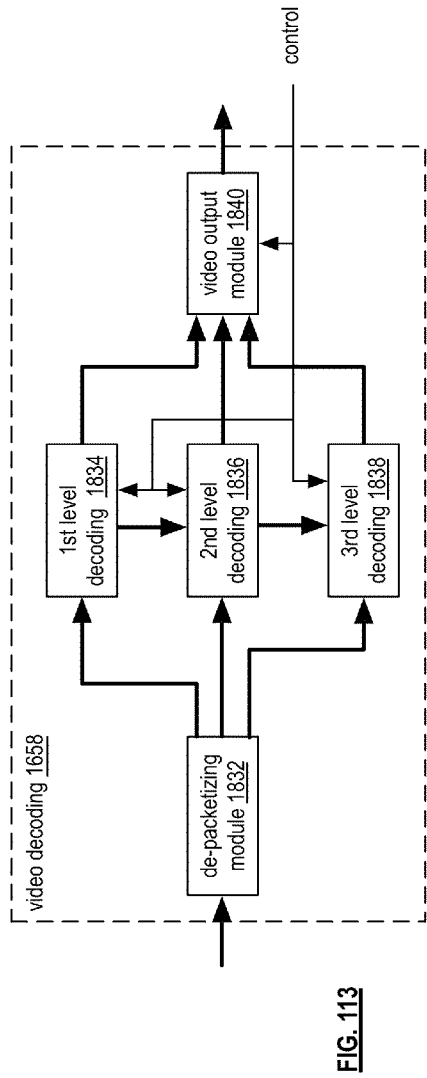 video decoding 1658
de-packetizing
module 1832
1st level
decoding 1834
2nd level
decoding 1836
3rd level
decoding 1838
video output
module 1840
control
FIG. 113